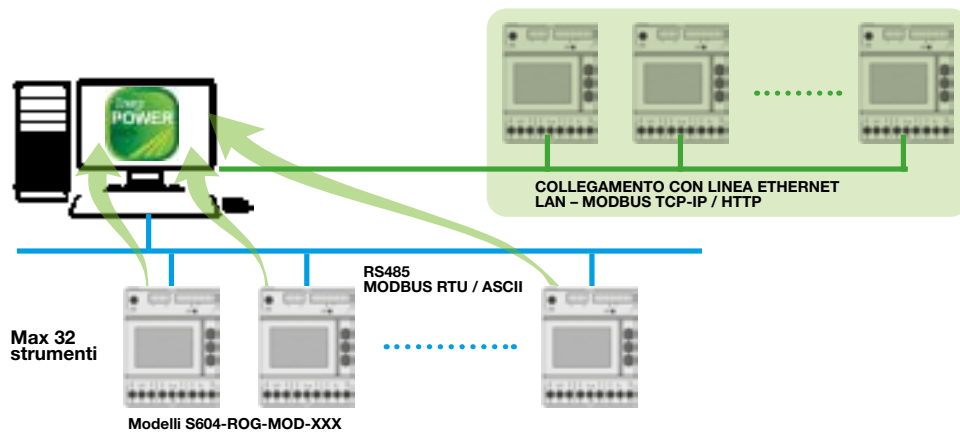 POWER
COLLEGAMENTO CON LINEA ETHERNET
LAN – MODBUS TCP-IP / HTTP
RS485
MODBUS RTU / ASCII
Max 32
strumenti
Modelli S604-ROG-MOD-XXX